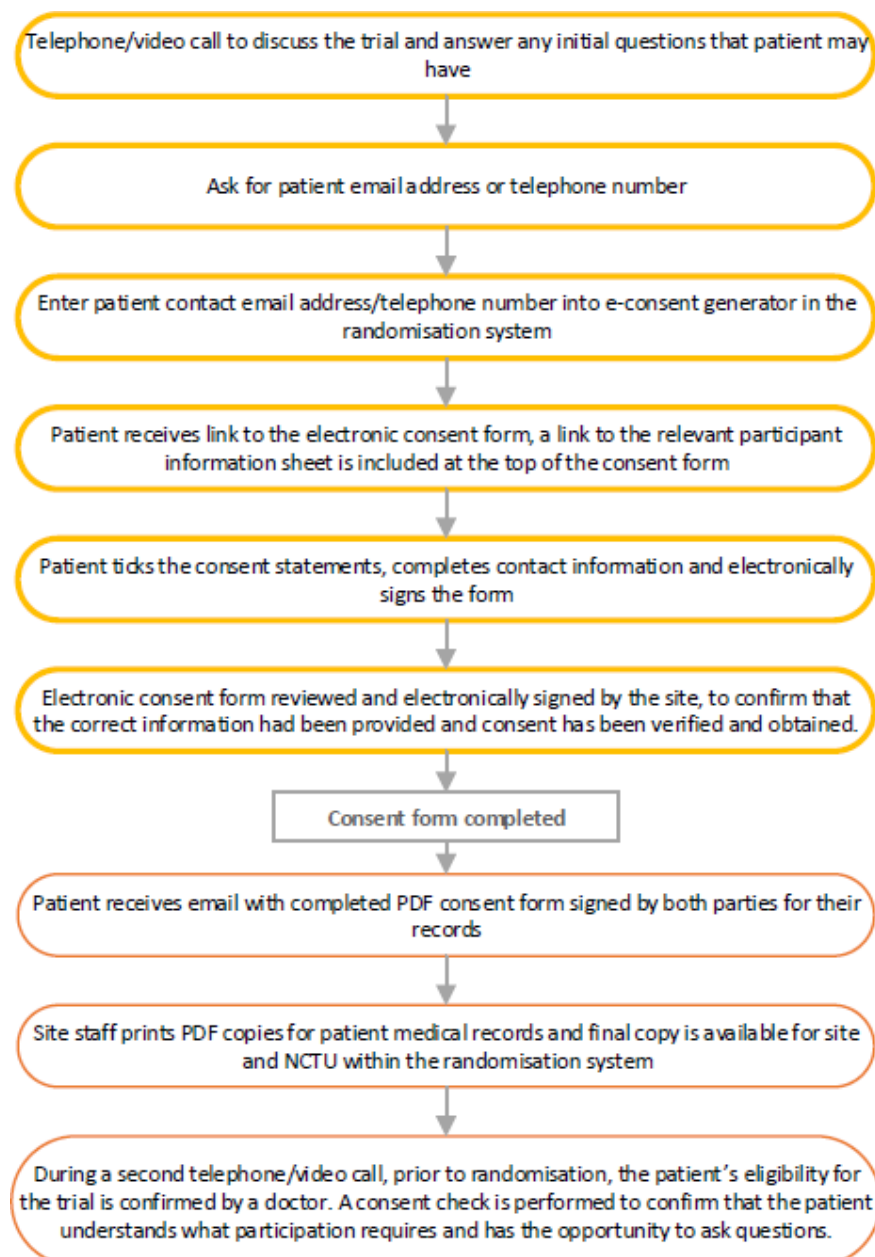 Telephone/video call to discuss the trial and answer any initial questions that patient may
have
Ask for patient email address or telephone number
Enter patient contact email address/telephone number into e-consent generator in the
randomisation system
Patient receives link to the electronic consent form, a link to the relevant participant
information sheet is included at the top of the consent form
Patient ticks the consent statements, completes contact information and electronically
signs the form
Electronic consent form reviewed and electronically signed by the site, to confirm that
the correct information had been provided and consent has been verified and obtained.
Consent form completed
Patient receives email with completed PDF consent form signed by both parties for their
records
Site staff prints PDF copies for patient medical records and final copy is available for site
and NCTU within the randomisation system
During a second telephone/video call, prior to randomisation, the patient's eligibility for
the trial is confirmed by a doctor. A consent check is performed to confirm that the patient
understands what participation requires and has the opportunity to ask questions.